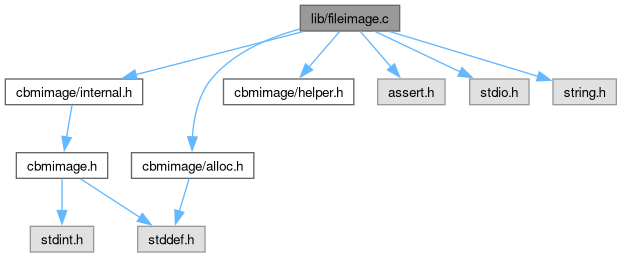 lib/fileimage.c
cbmimage/internal.h
cbmimage/helper.h
assert.h
stdio.h
string.h
cbmimage.h
cbmimage/alloc.h
stdint.h
stddef.h